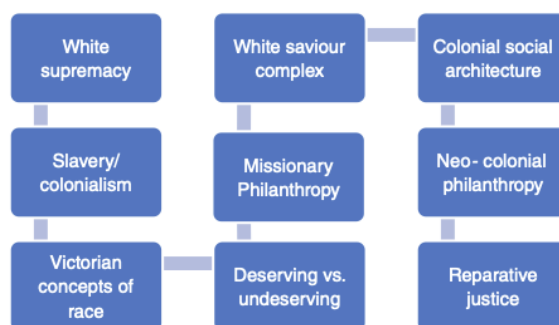 White
supremacy
Slavery/
colonialism
Victorian
concepts of
race
Deserving vs.
undeserving
Missionary
Philanthropy
White saviour
complex
Colonial social
architecture
Neo- colonial
philanthropy
Reparative
justice